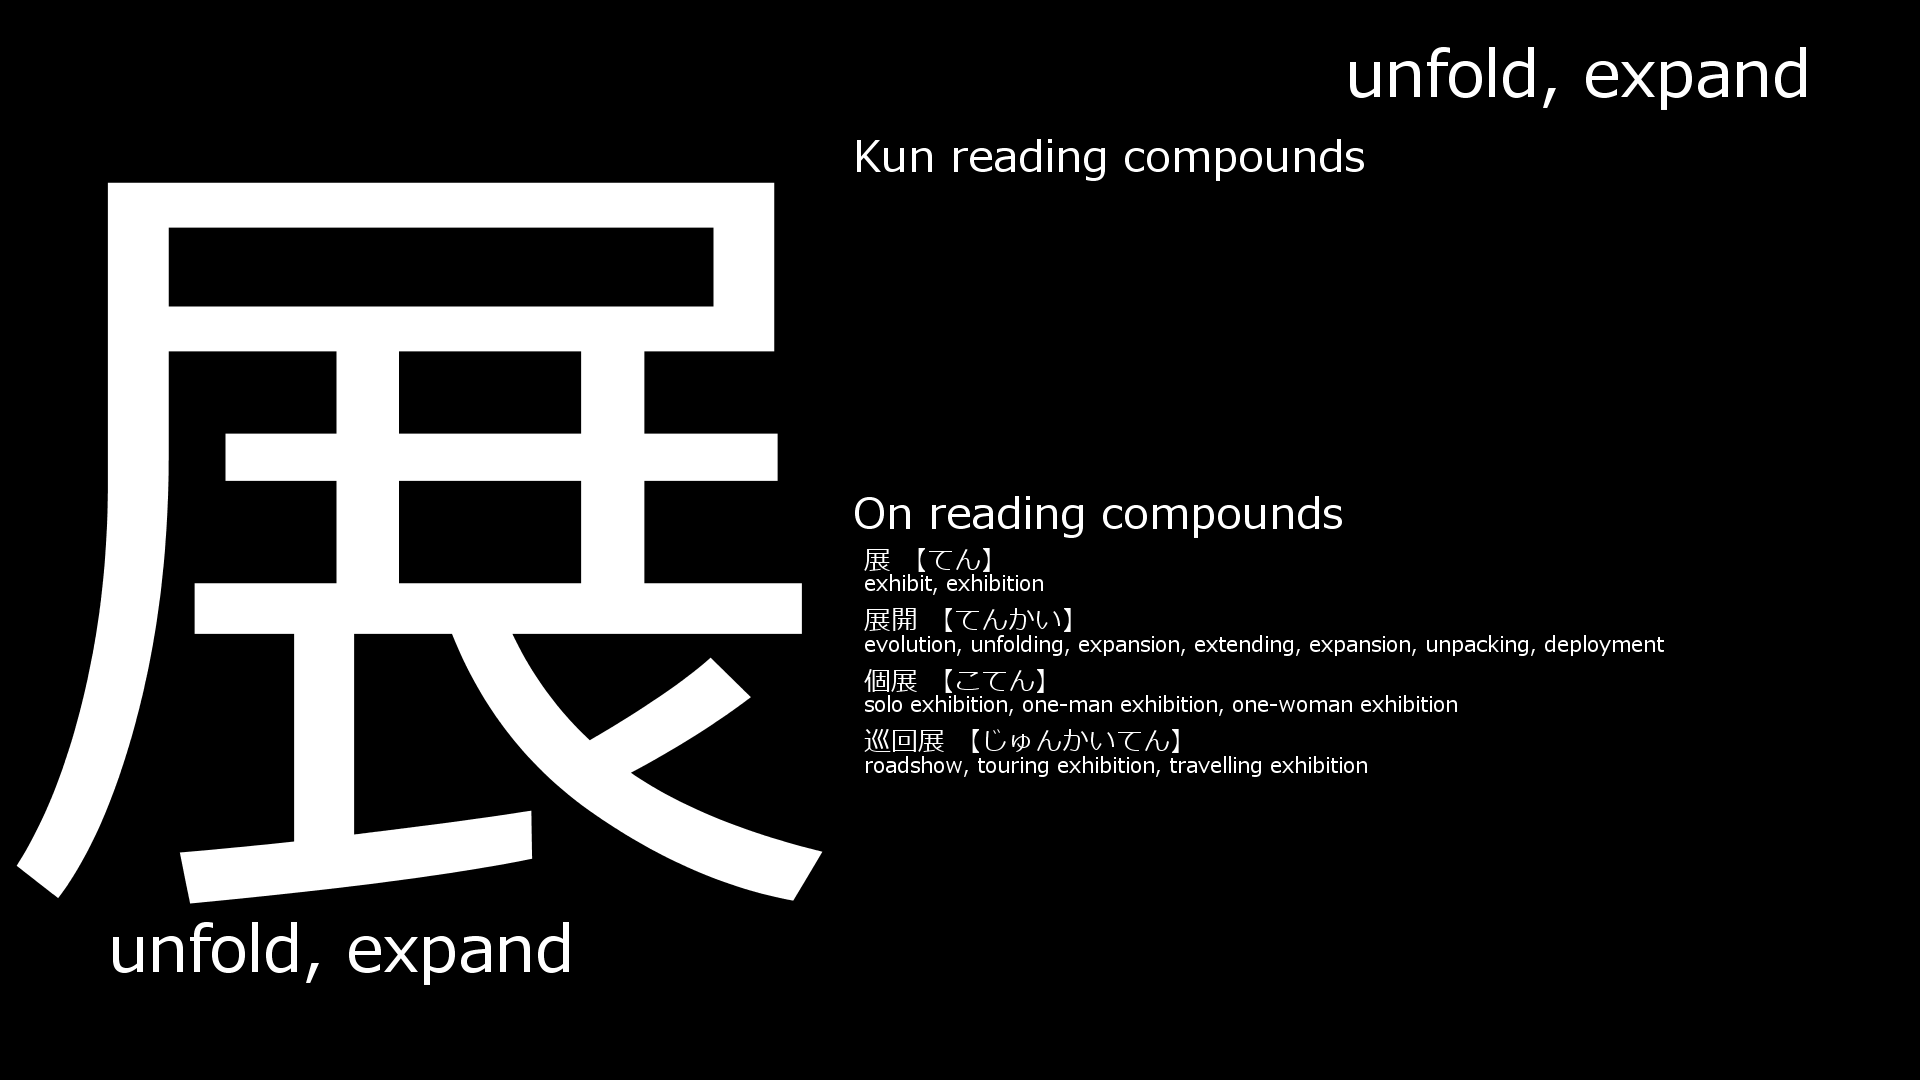 unfold, expand
展
unfold, expand
Kun reading compounds
On reading compounds
展 【てん】
exhibit, exhibition
展開 【てんかい】
evolution, unfolding, expansion, extending, expansion, unpacking, deployment
個展 【こてん】
solo exhibition, one-man exhibition, one-woman exhibition
巡回展 【じゅんかいてん】
roadshow, touring exhibition, travelling exhibition